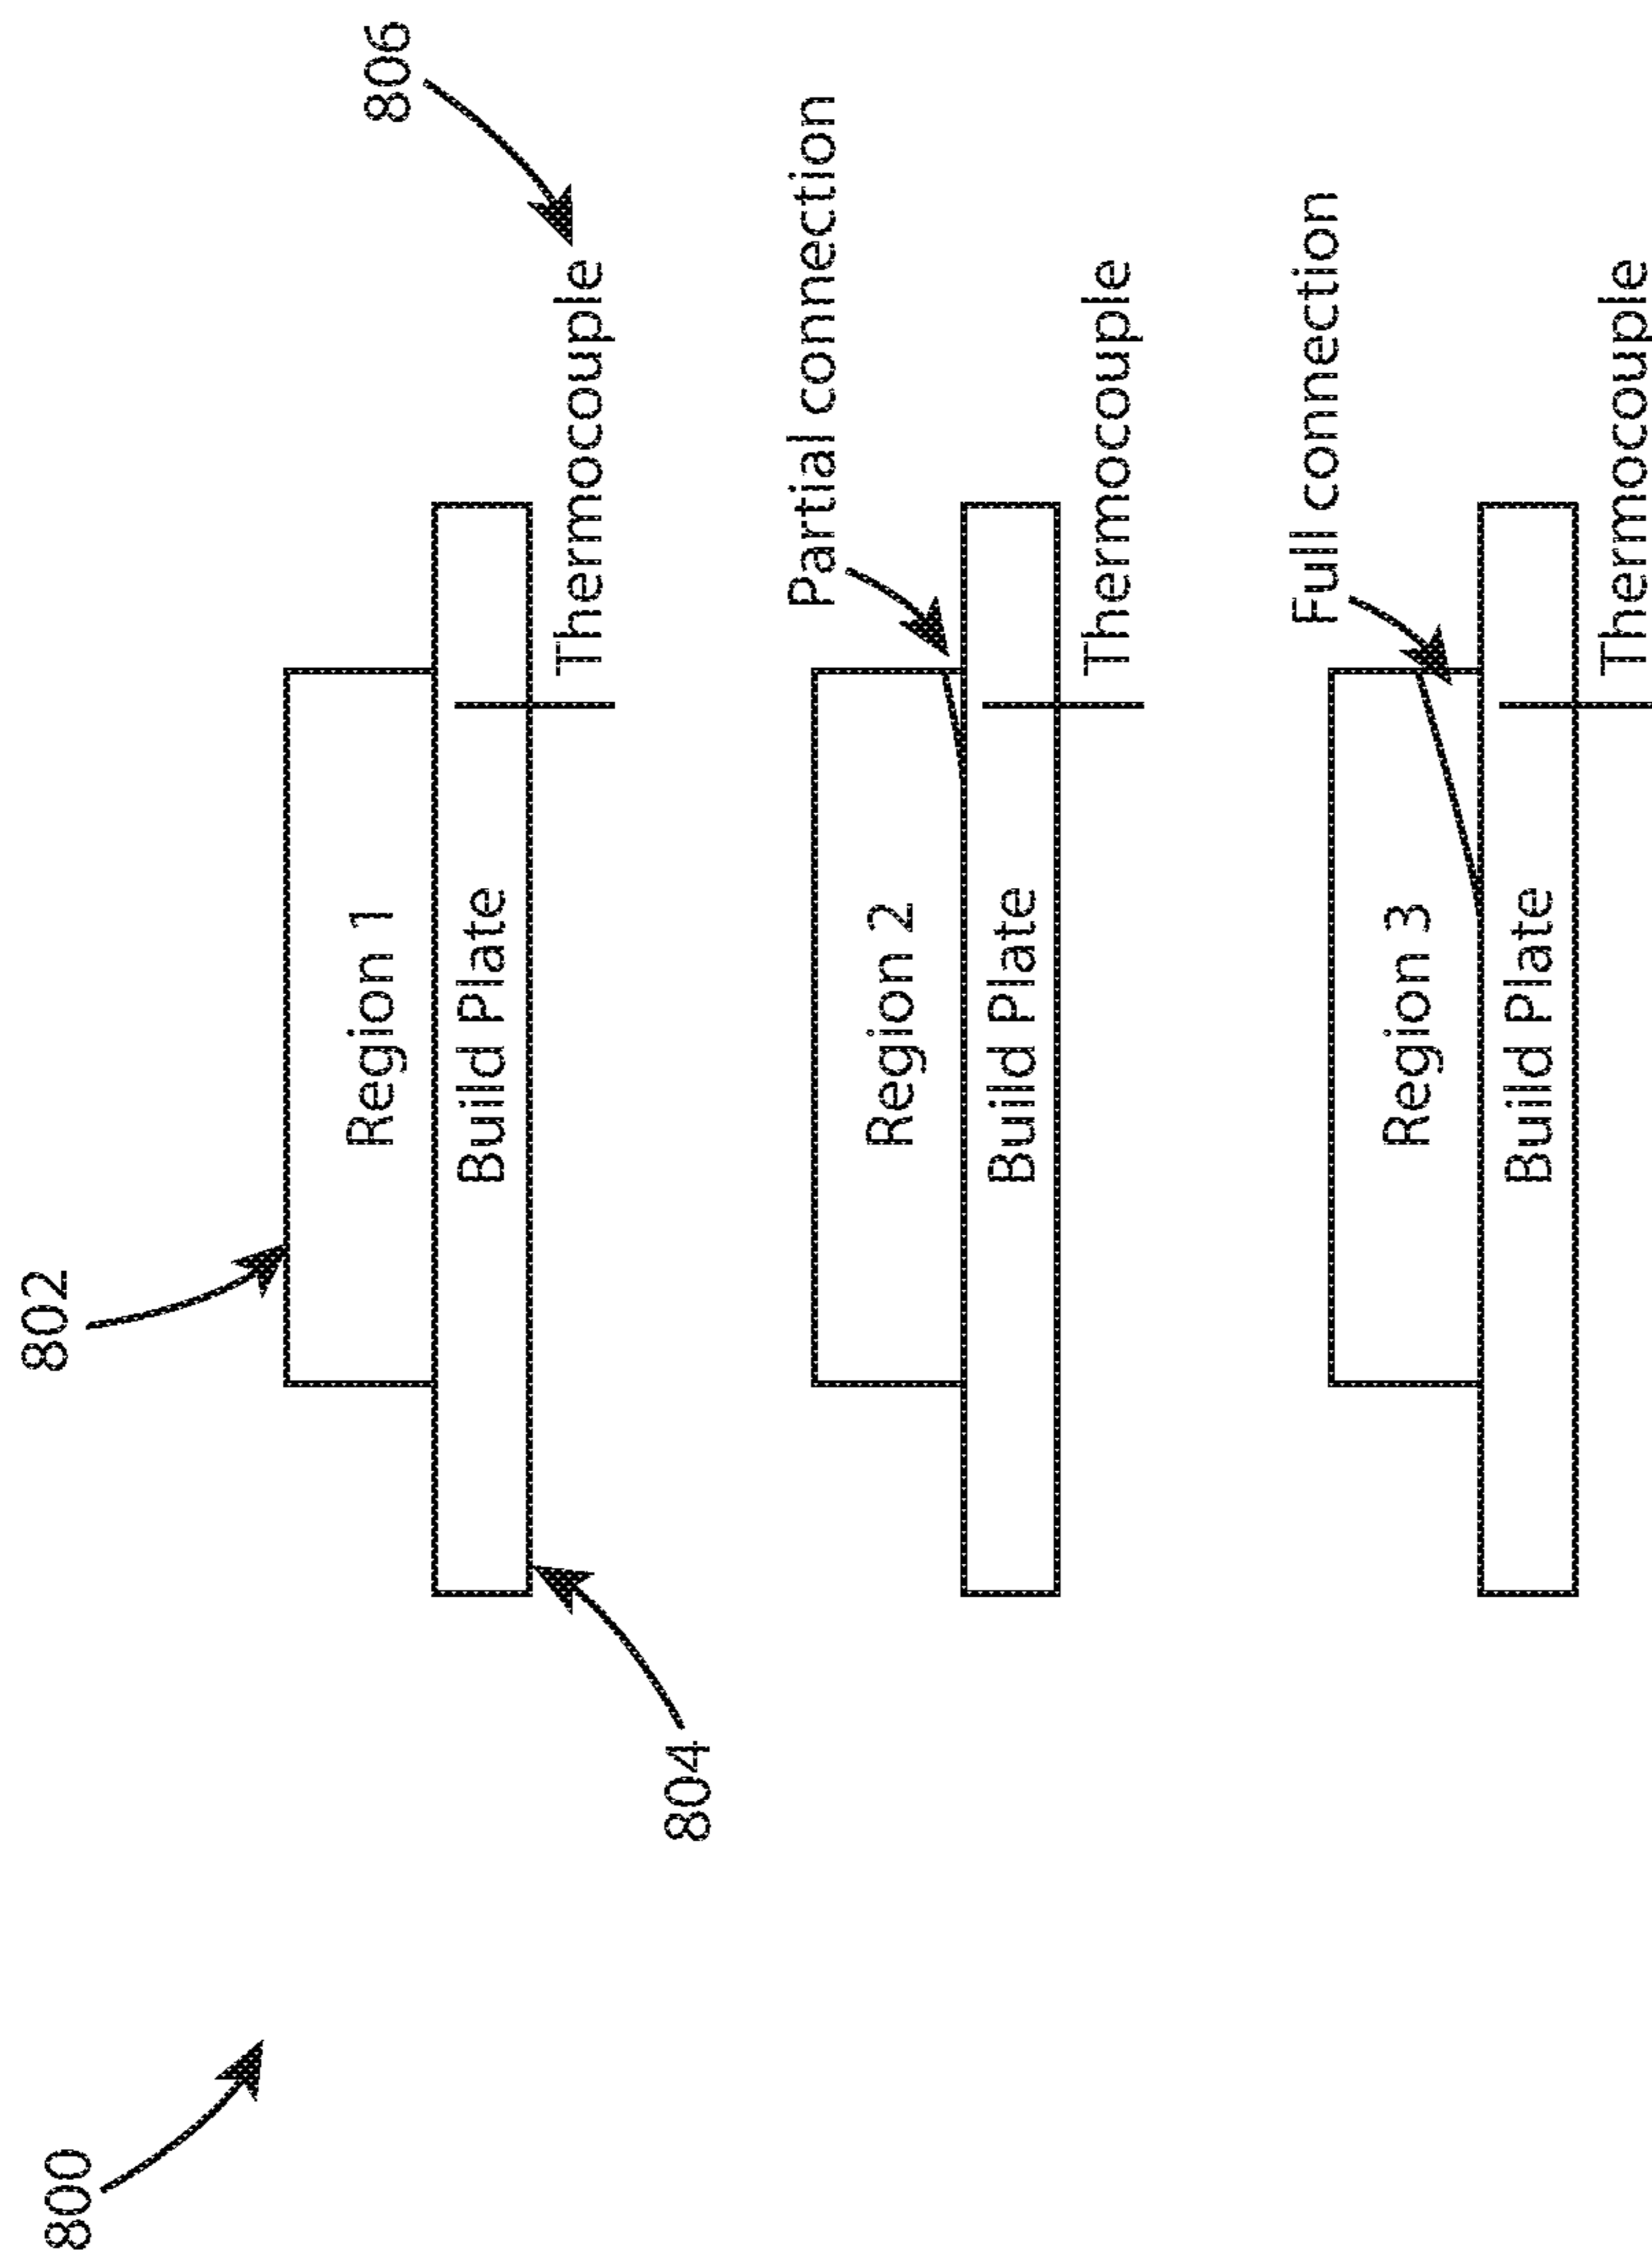 800
802
806
Region 1
Build Plate
Thermocouple
804
Partial connection
Region 2
Build Plate
Thermocouple
Full connection
Region 3
Build Plate
Thermocouple